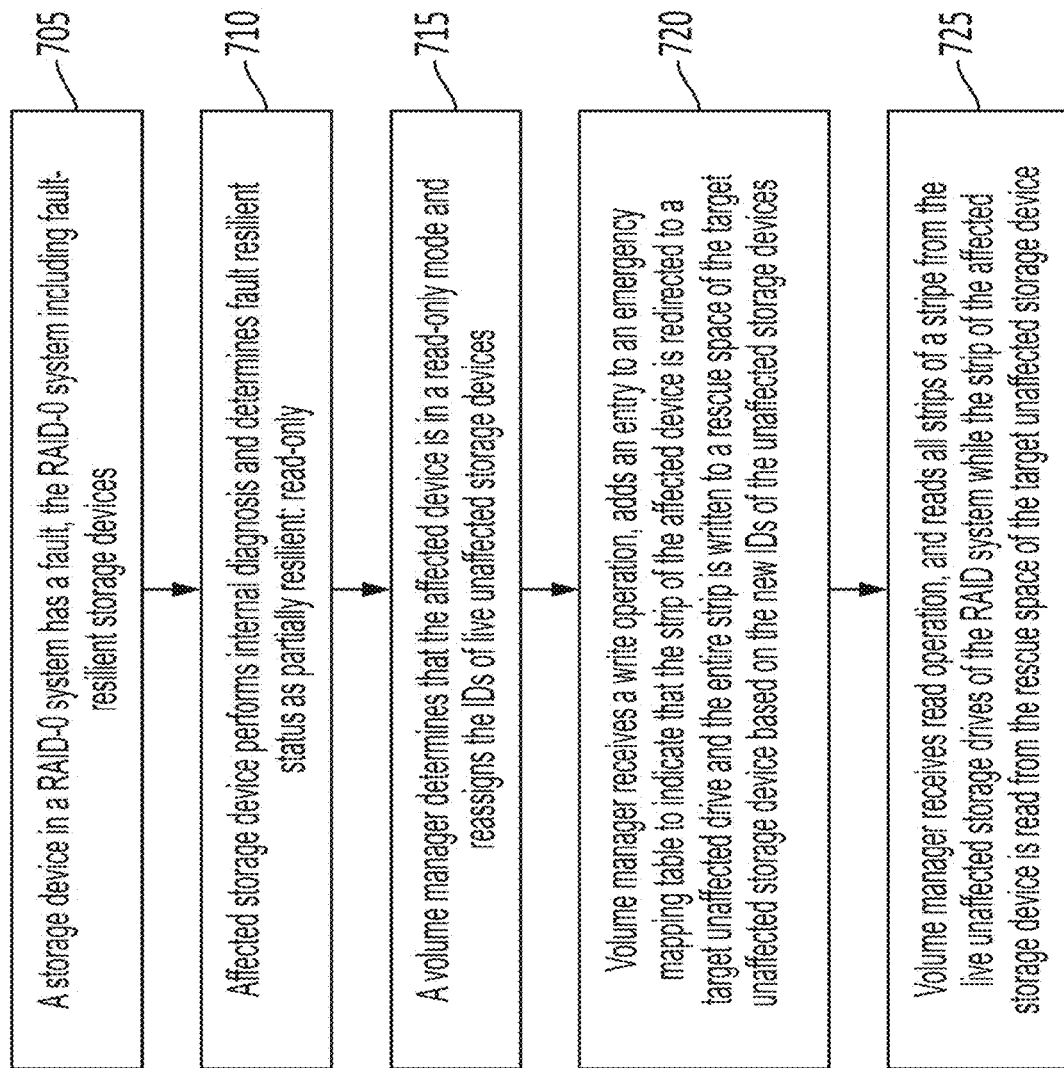 A storage device in a RAID-0 system has a fault, the RAID-0 system including fault-
resilient storage devices
705
Affected storage device performs internal diagnosis and determines fault resilient
status as partially resilient: read-only
710
A volume manager determines that the affected device is in a read-only mode and
reassigns the IDs of live unaffected storage devices
715
Volume manager receives a write operation, adds an entry to an emergency
mapping table to indicate that the strip of the affected device is redirected to a
target unaffected drive and the entire strip is written to a rescue space of the target
unaffected storage device based on the new IDs of the unaffected storage devices
720
Volume manager receives read operation, and reads all strips of a stripe from the
live unaffected storage drives of the RAID system while the strip of the affected
storage device is read from the rescue space of the target unaffected storage device
725